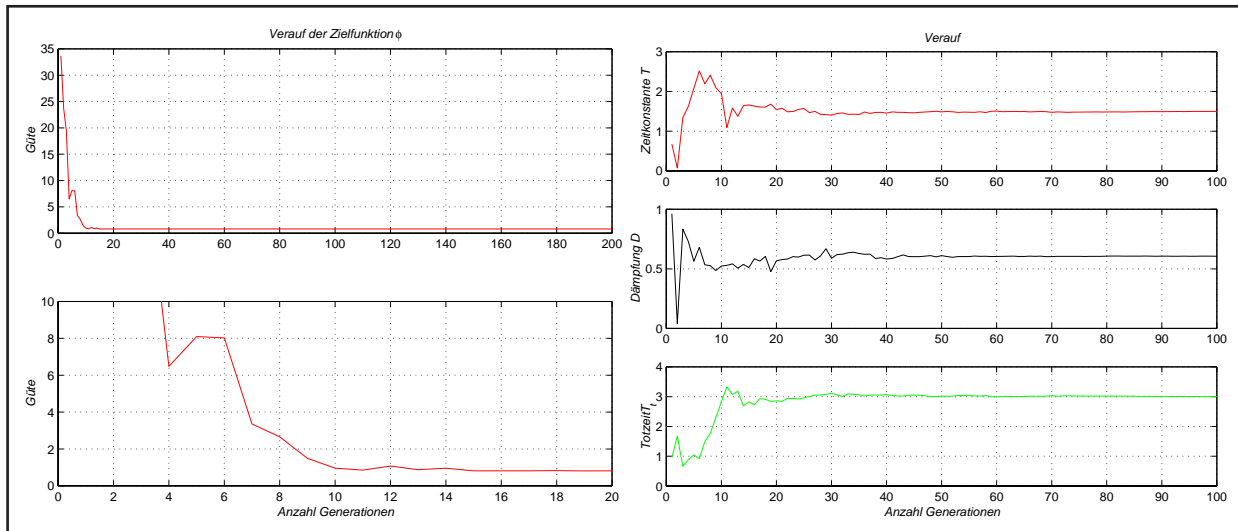 Verauf der Zielfunktion ϕ
35
30
25
20
15
10
5
0
Güte
0 20 40 60 80 100 120 140 160 180 200
10
8
6
4
2
0
Güte
0 2 4 6 8 10 12 14 16 18 20
Anzahl Generationen
Verauf
3
2
1
0
Zeitkonstante T
0 10 20 30 40 50 60 70 80 90 100
1
0.5
0
Dämpfung D
0 10 20 30 40 50 60 70 80 90 100
4
3
2
1
0
Totzeit Tt
0 10 20 30 40 50 60 70 80 90 100
Anzahl Generationen